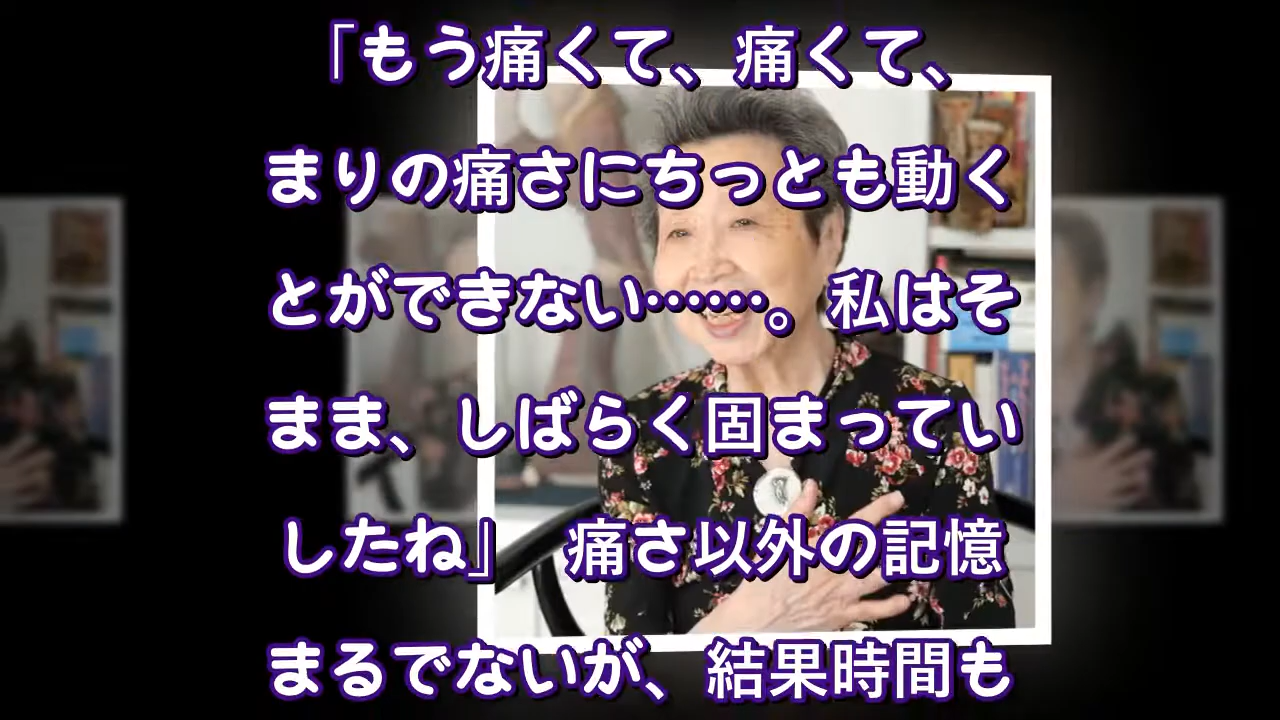 「もう痛くて、痛くて、
まりの痛さにちっとも動く
とができない……。私はそ
まま、しばらく固まってい
したね」　痛さ以外の記憶
まるでないが、結果時間も